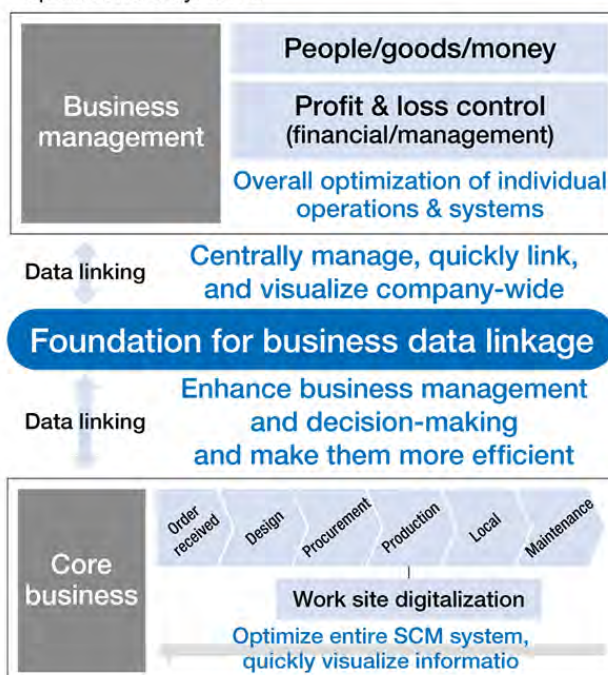 People/goods/money
Business
management
Profit & loss control
(financial/management)
Overall optimization of individual
operations & systems
Data linking
Centrally manage, quickly link,
and visualize company-wide
Foundation for business data linkage
Data linking
Enhance business management
and decision-making
and make them more efficient
Core
business
Order
received
Design
Procurement
Production
Local
Maintenance
Work site digitalization
Optimize entire SCM system,
quickly visualize informatio